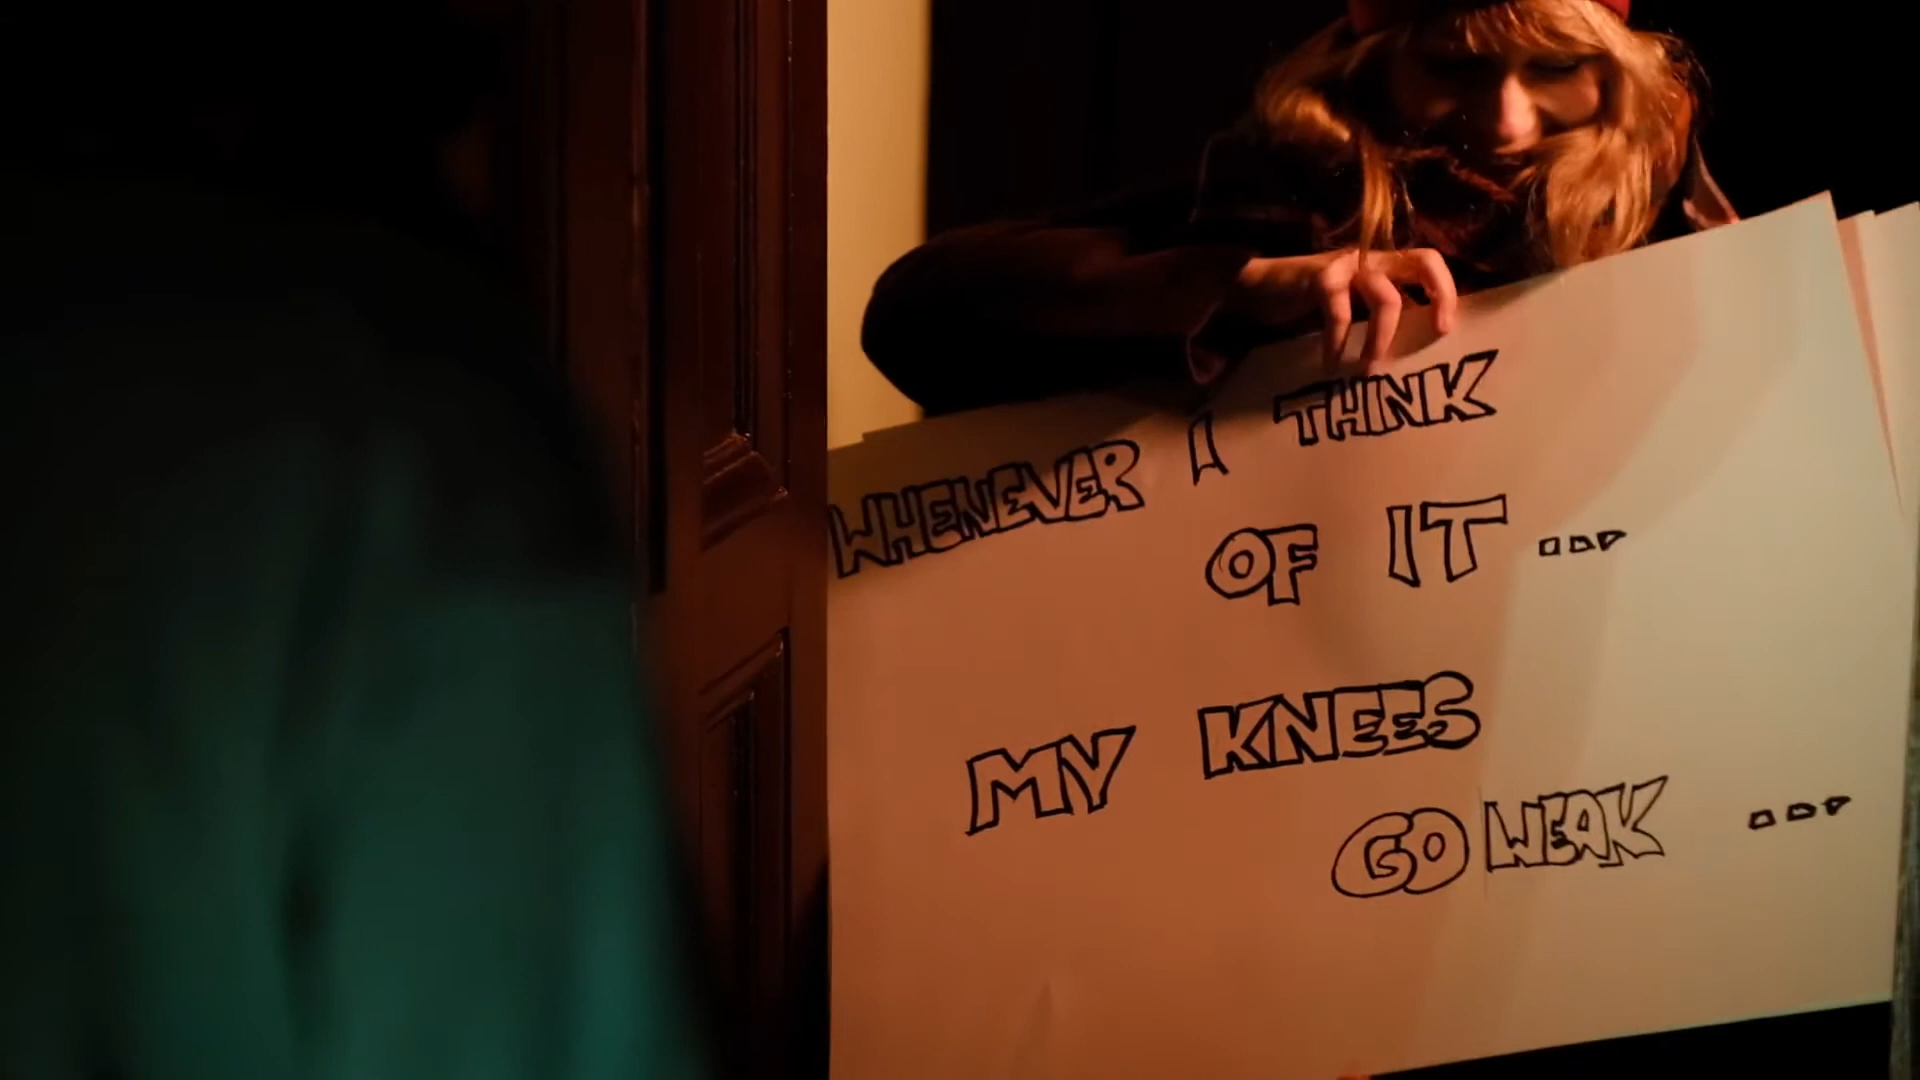 WHENEVER I THINK
OF IT ...
MY KNEES
GO WEAK ...